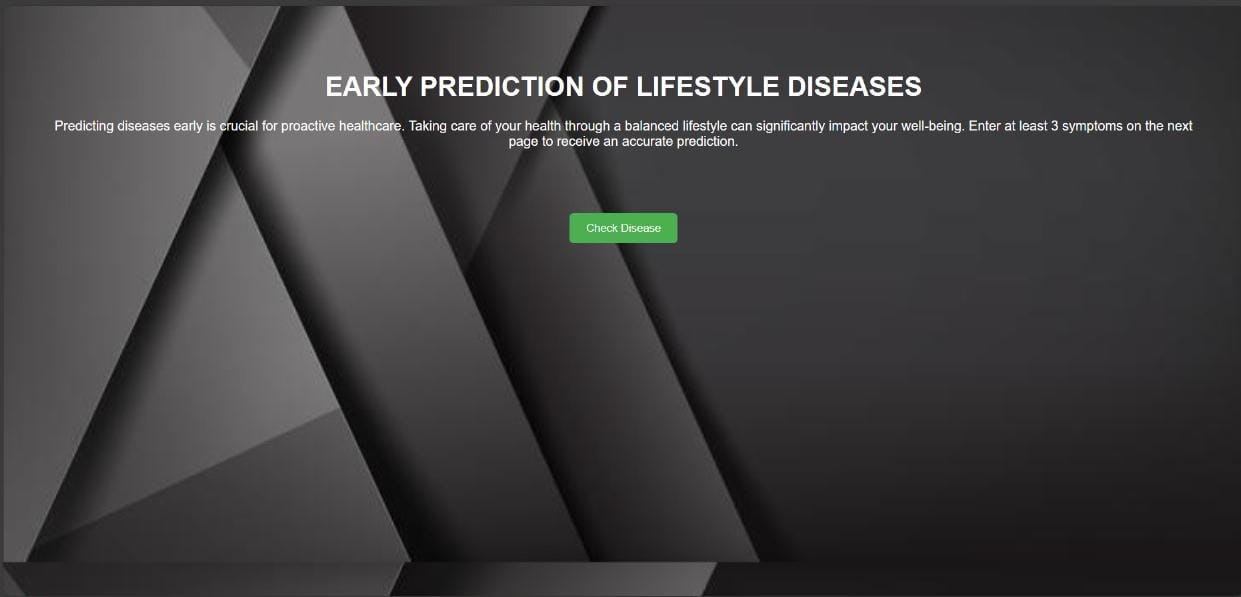 EARLY PREDICTION OF LIFESTYLE DISEASES
Predicting diseases early is crucial for proactive healthcare. Taking care of your health through a balanced lifestyle can significantly impact your well-being. Enter at least 3 symptoms on the next
page to receive an accurate prediction.
Check Disease